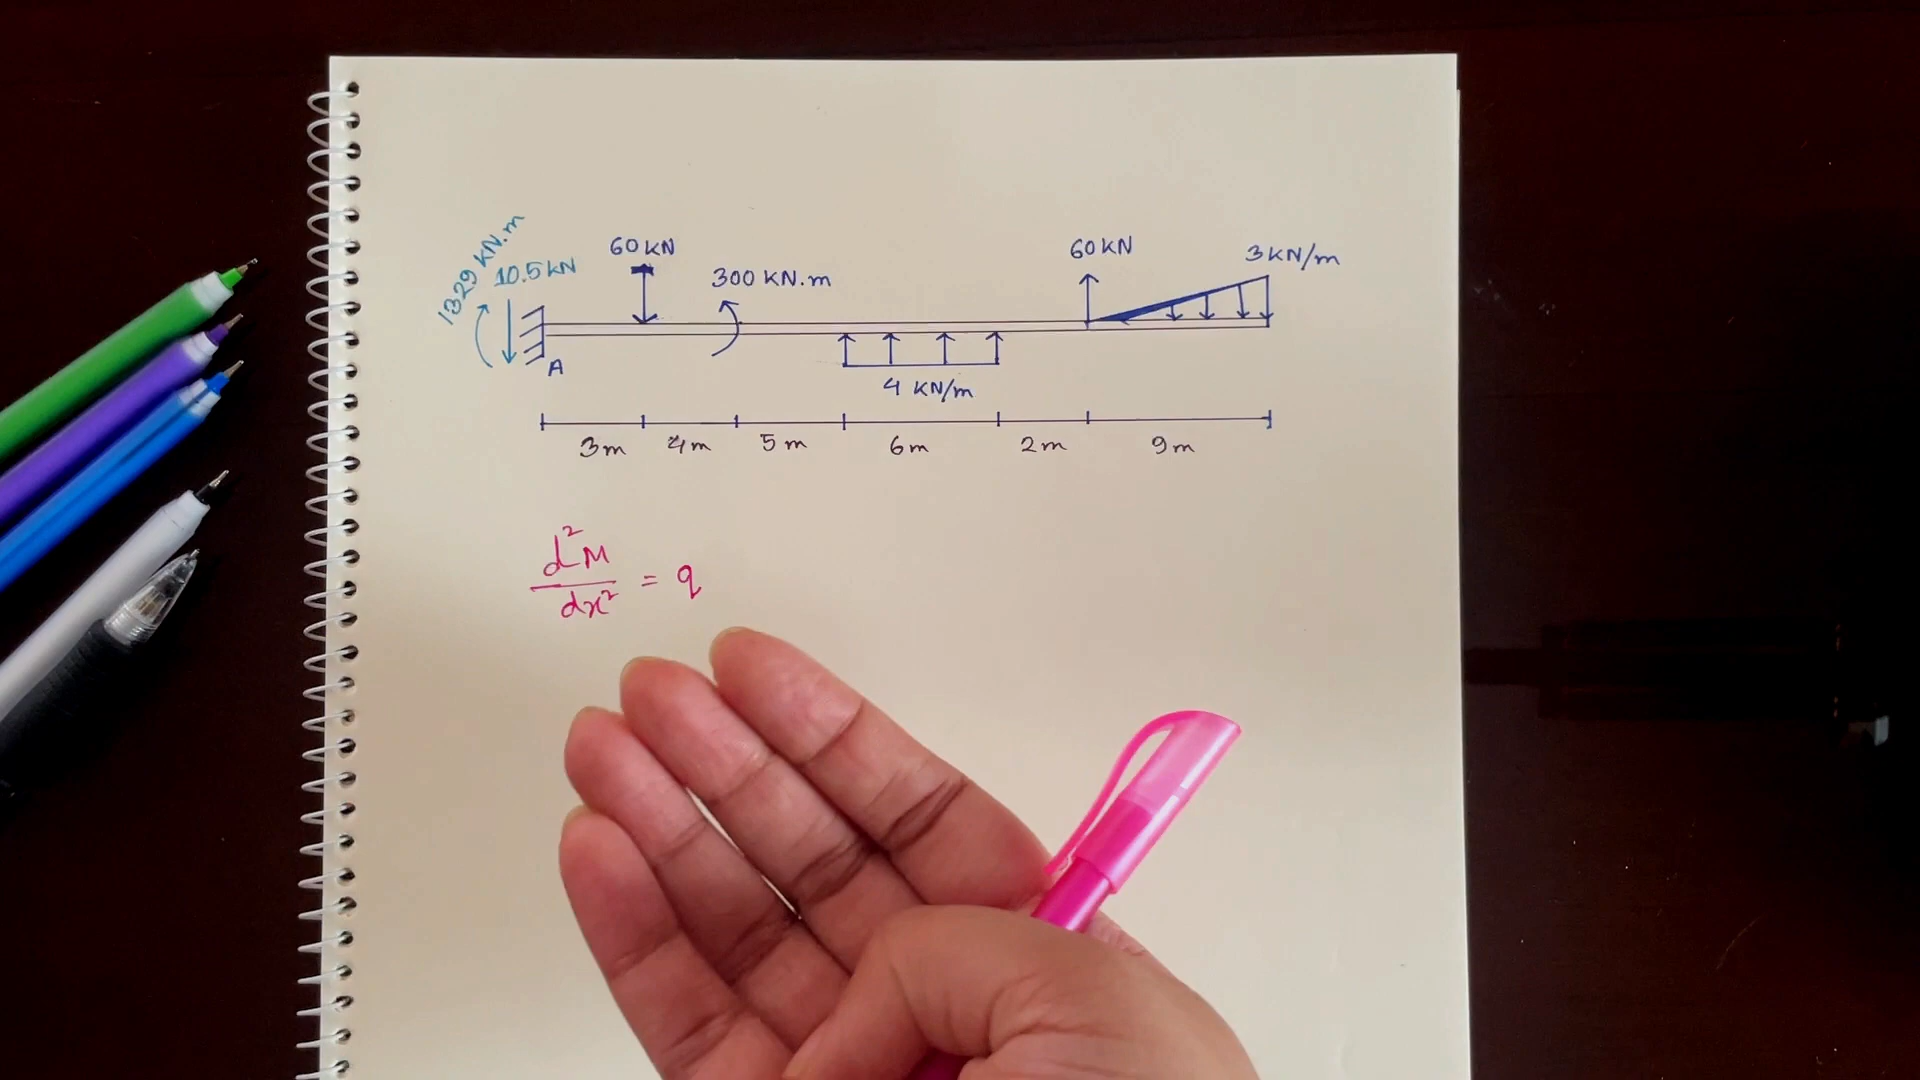 1329 KN.m
10.5 KN
60 KN
300 KN.m
60 KN
3 KN/m
A
4 KN/m
3m 4m 5m 6m 2m 9m
d²M
dx² = q